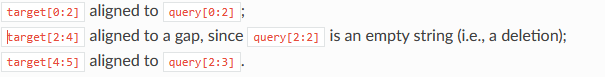 target[0:2] aligned to query[0:2];
target[2:4] aligned to a gap, since query[2:2] is an empty string (i.e., a deletion);
target[4:5] aligned to query[2:3].